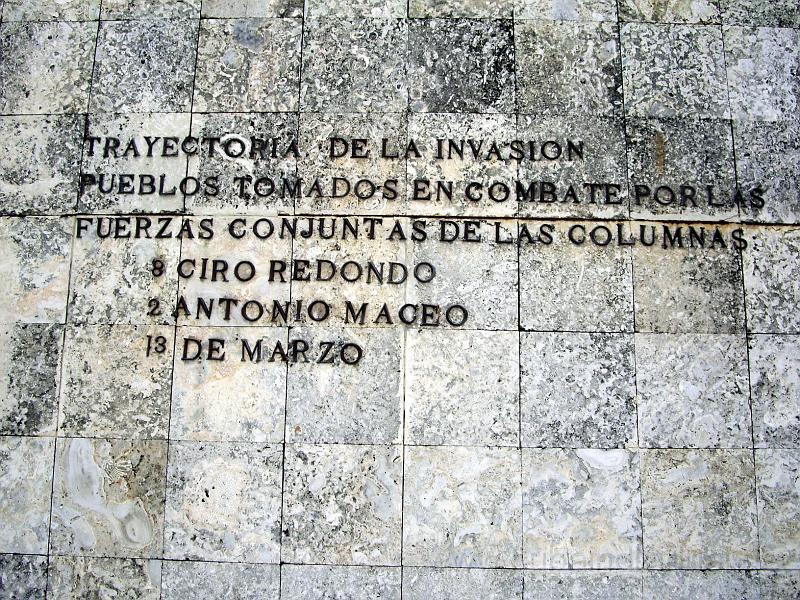 TRAYECTORIA DE LA INVASION
PUEBLOS TOMADOS EN COMBATE POR LAS
FUERZAS CONJUNTAS DE LAS COLUMNAS:
8 CIRO REDONDO
2 ANTONIO MACEO
13 DE MARZO